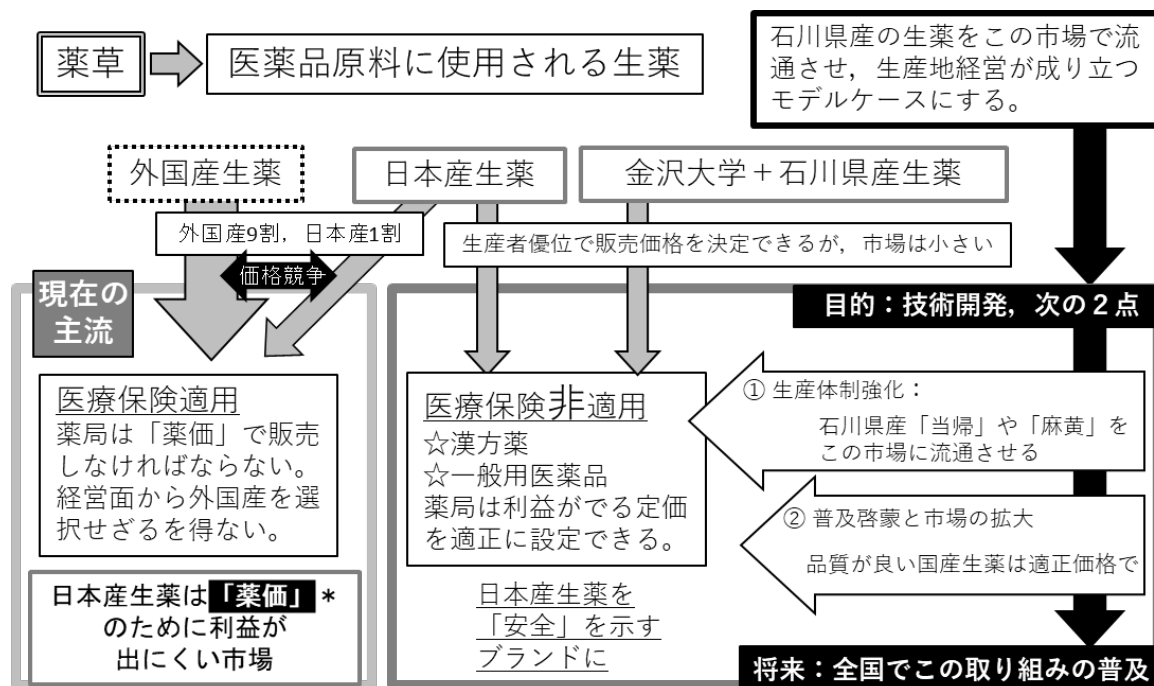 薬草
医薬品原料に使用される生薬
石川県産の生薬をこの市場で流
通させ，生産地経営が成り立つ
モデルケースにする。
外国産生薬
日本産生薬
金沢大学＋石川県産生薬
外国産9割，日本産1割
生産者優位で販売価格を決定できるが，市場は小さい
価格競争
現在の
主流
目的：技術開発，次の２点
医療保険適用
薬局は「薬価」で販売
しなければならない。
経営面から外国産を選
択せざるを得ない。
医療保険非適用
☆漢方薬
☆一般用医薬品
薬局は利益がでる定価
を適正に設定できる。
① 生産体制強化：
石川県産「当帰」や「麻黄」を
この市場に流通させる
② 普及啓蒙と市場の拡大
品質が良い国産生薬は適正価格で
日本産生薬は「薬価」*
のために利益が
出にくい市場
日本産生薬を
「安全」を示す
ブランドに
将来：全国でこの取り組みの普及